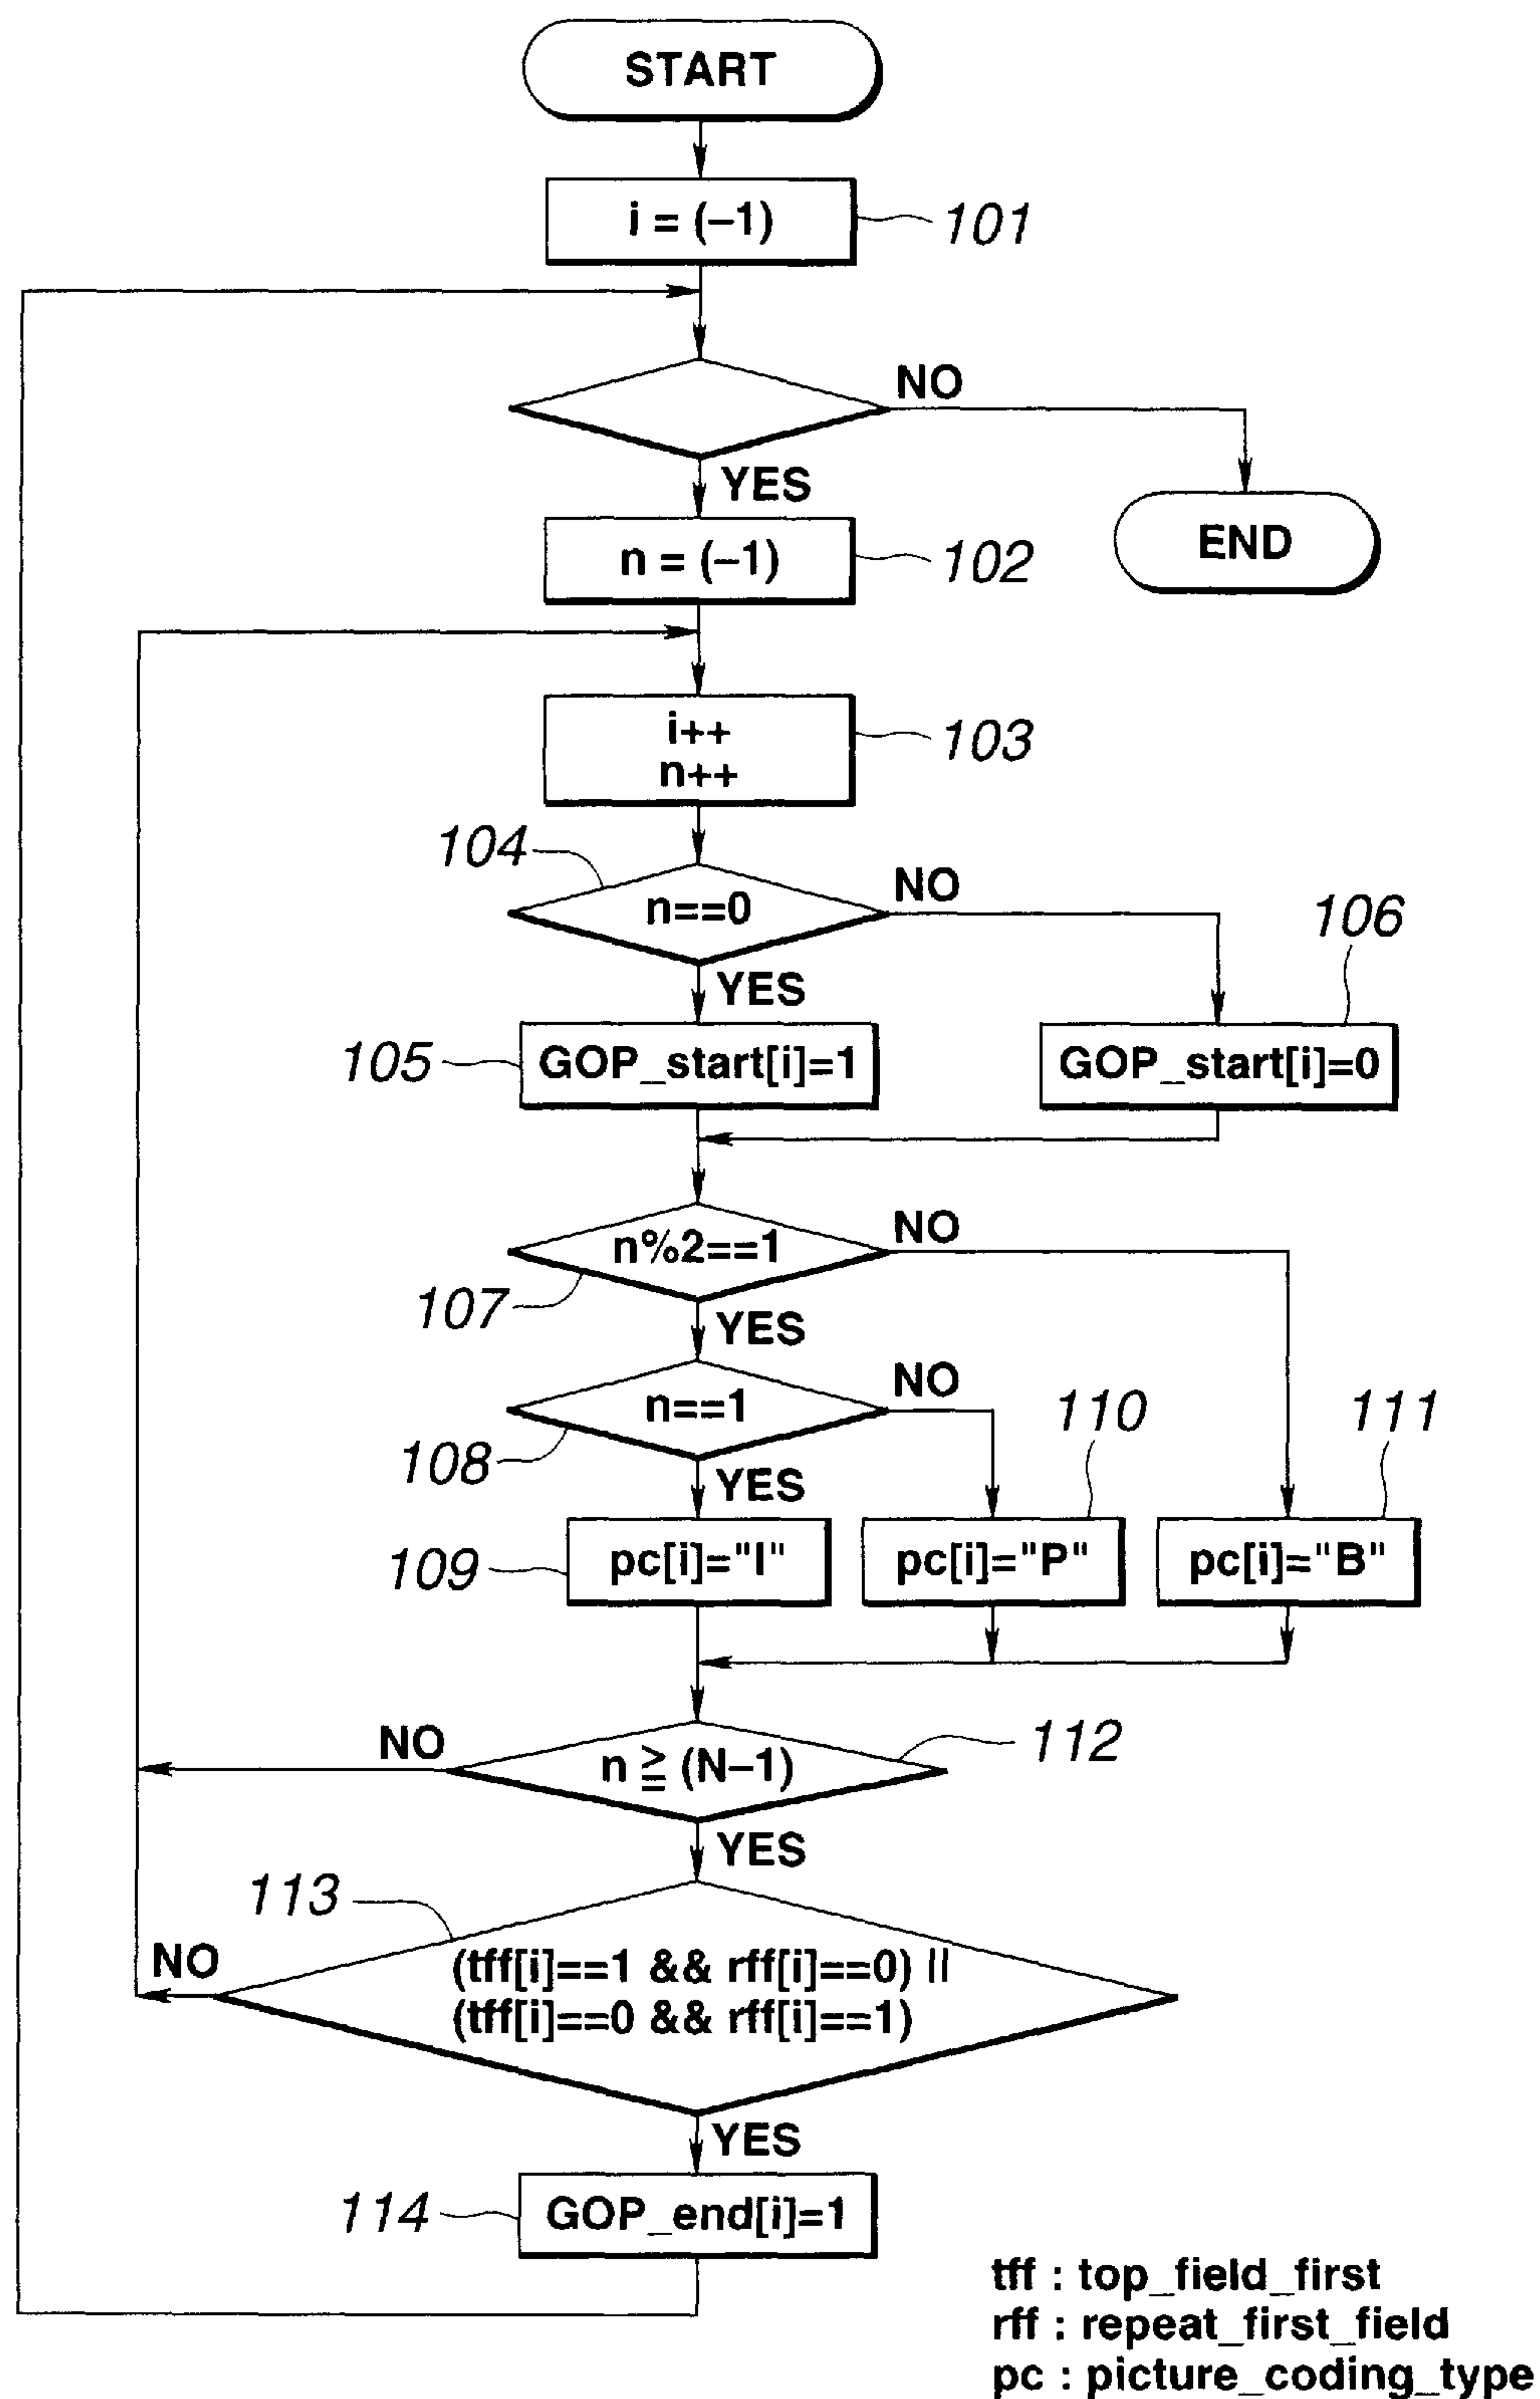 START
i = (–1)
101
NO
YES
END
n = (–1)
102
i++
n++
103
104
n==0
NO
YES
106
105
GOP_start[i]=1
GOP_start[i]=0
n%2==1
NO
107
YES
n==1
NO
110
111
108
YES
109
pc[i]="I"
pc[i]="P"
pc[i]="B"
NO
n ≧ (N–1)
112
YES
113
NO
(tff[i]==1 && rff[i]==0) ||
(tff[i]==0 && rff[i]==1)
YES
114
GOP_end[i]=1
tff : top_field_first
rff : repeat_first_field
pc : picture_coding_type